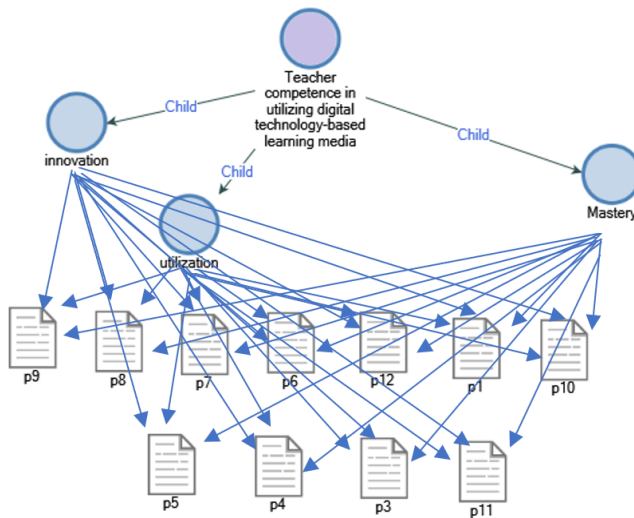 Teacher
competence in
utilizing digital
technology-based
learning media
Child
Child
Child
innovation
utilization
Mastery
p9
p8
p7
p6
p12
p1
p10
p5
p4
p3
p11